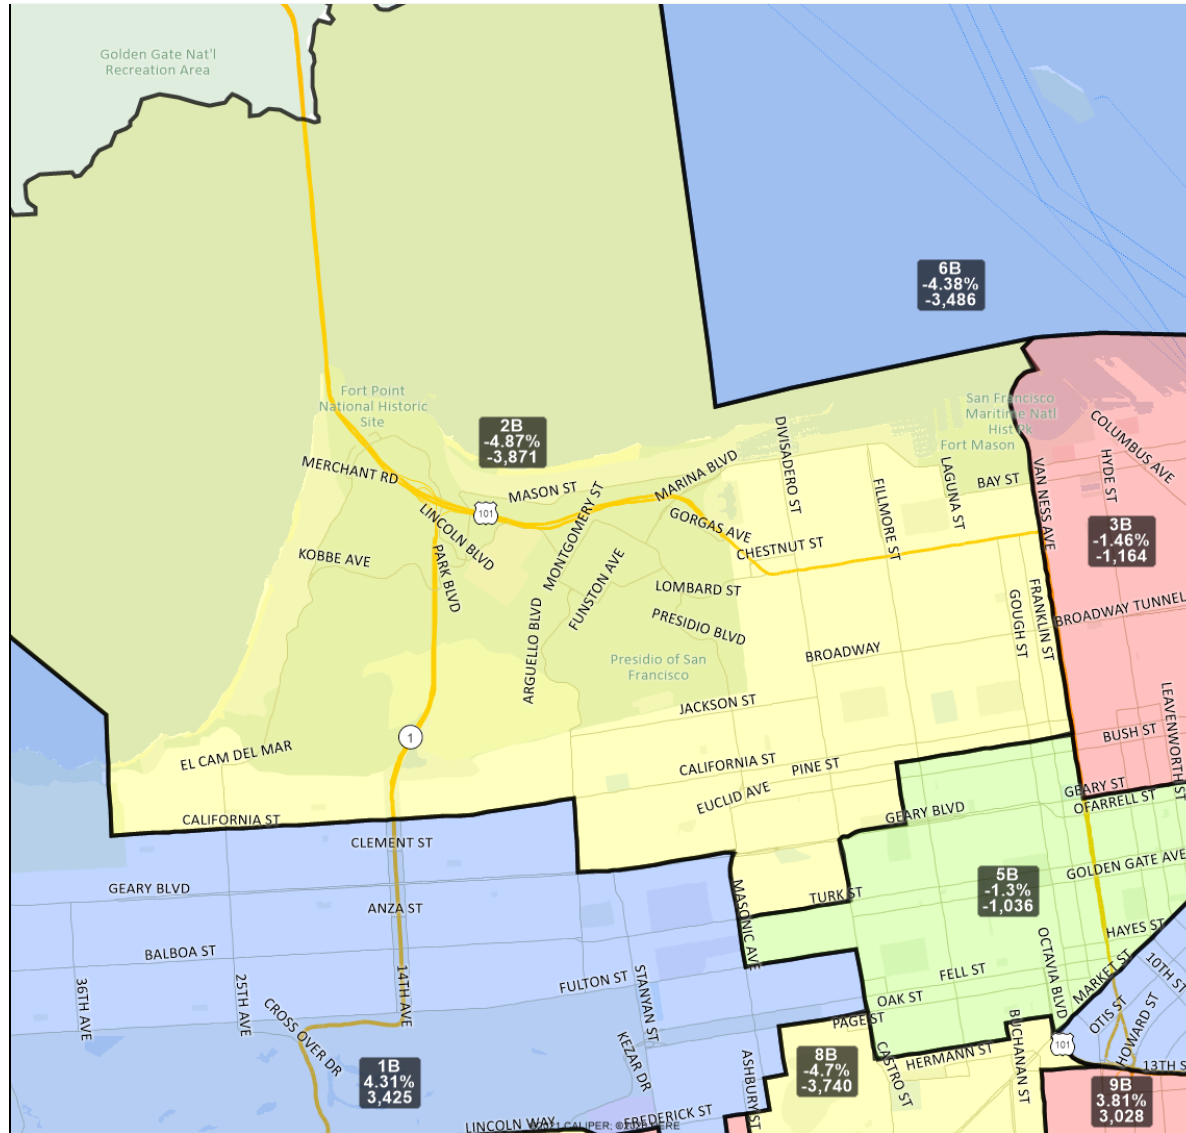 Golden Gate Nat'l
Recreation Area
6B
-4.38%
-3,486
Fort Point
National Historic
Site
2B
-4.87%
-3,871
San Francisco
Maritime Natl
Hist Pk
Fort Mason
COLUMBUS AVE
DIVISADERO ST
MARINA BLVD
MERCHANT RD
MASON ST
LAGUNA ST
BAY ST
VAN NESS AVE
HYDE ST
FILLMORE ST
101
LINCOLN BLVD
MONTGOMERY ST
GORGAS AVE
3B
-1.46%
-1,164
KOBBE AVE
PARK BLVD
CHESTNUT ST
FUNSTON AVE
LOMBARD ST
ARGUELLO BLVD
PRESIDIO BLVD
GOUGH ST
FRANKLIN ST
BROADWAY TUNNEL
Presidio of San
Francisco
BROADWAY
JACKSON ST
LEAVENWORTH ST
1
BUSH ST
EL CAM DEL MAR
CALIFORNIA ST
PINE ST
EUCLID AVE
GEARY ST
OFARRELL ST
CALIFORNIA ST
GEARY BLVD
CLEMENT ST
GOLDEN GATE AVE
5B
-1.3%
-1,036
GEARY BLVD
MASONIC AVE
TURK ST
ANZA ST
HAYES ST
BALBOA ST
OCTAVIA BLVD
MARKET ST
10TH ST
36TH AVE
25TH AVE
14TH AVE
FULTON ST
STANYAN ST
FELL ST
OAK ST
CROSS OVER DR
PAGE ST
OTIS ST
HOWARD ST
BUCHANAN ST
KEZAR DR
101
1B
4.31%
3,425
ASHBURY ST
8B
-4.7%
-3,740
CASTRO ST
HERMANN ST
13TH S
9B
3.81%
3,028
LINCOLN WAY
FREDERICK ST
CALIPER; ©
HERE